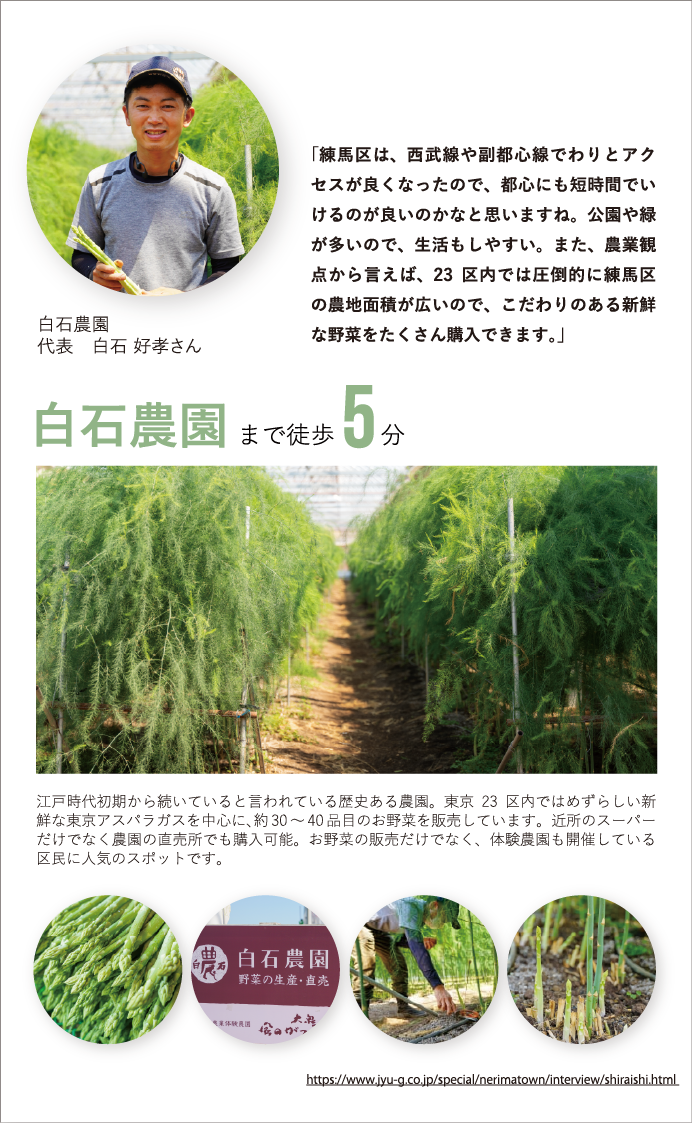 「練馬区は、西武線や副都心線でわりとアク
セスが良くなったので、都心にも短時間でい
けるのが良いのかなと思いますね。公園や緑
が多いので、生活もしやすい。また、農業観
点から言えば、23 区内では圧倒的に練馬区
の農地面積が広いので、こだわりのある新鮮
な野菜をたくさん購入できます。」
白石農園
代表　白石 好孝さん
白石農園 まで徒歩 5 分
江戸時代初期から続いていると言われている歴史ある農園。東京 23 区内ではめずらしい新
鮮な東京アスパラガスを中心に、約30～40品目のお野菜を販売しています。近所のスーパー
だけでなく農園の直売所でも購入可能。お野菜の販売だけでなく、体験農園も開催している
区民に人気のスポットです。
農
白石
白石農園
野菜の生産・直売
業体験農園
大泉
風のがっ
https://www.jyu-g.co.jp/special/nerimatown/interview/shiraishi.html